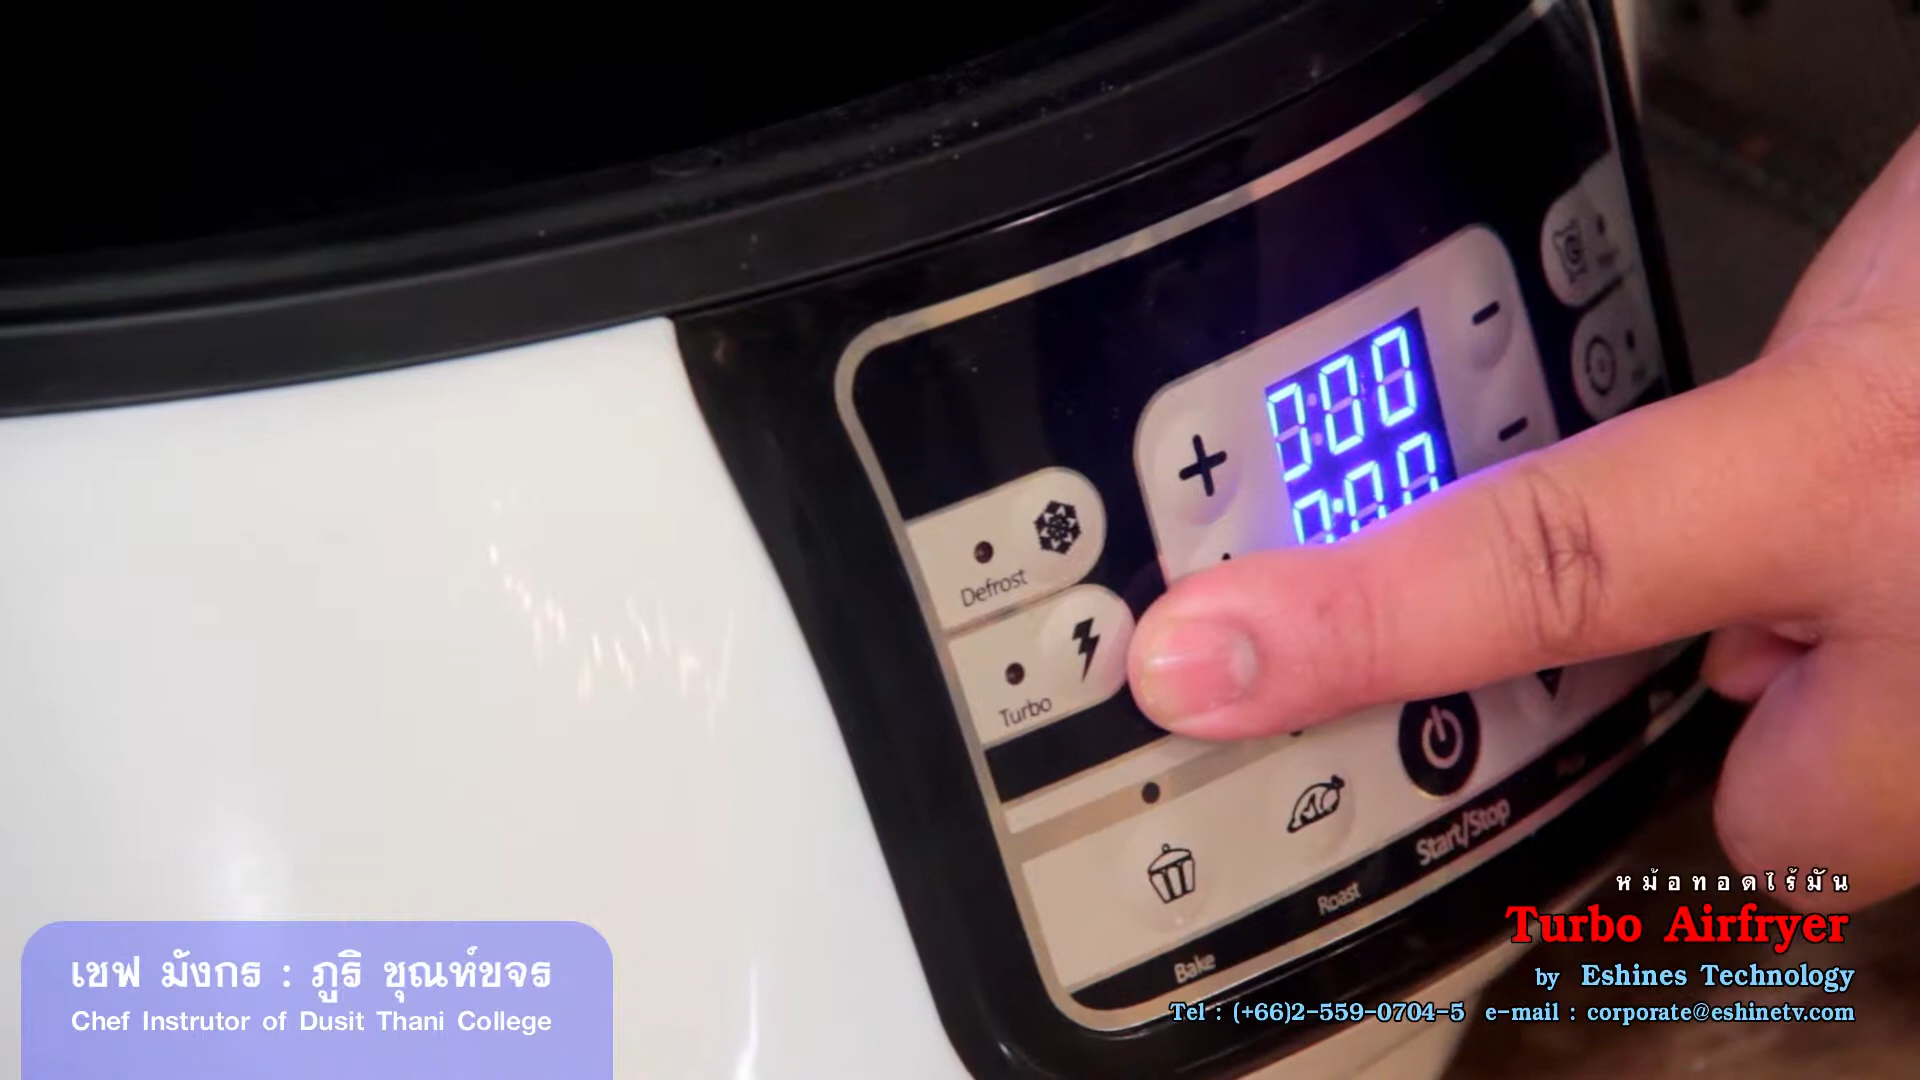 Defrost
Turbo
Start/Stop
Roast
Bake
หม้อทอดไร้มัน
Turbo Airfryer
by Eshines Technology
Tel : (+66)2-559-0704-5 e-mail : corporate@eshinetv.com
เชฟ มังกร : ภูริ ชุณห์ขจร
Chef Instrutor of Dusit Thani College